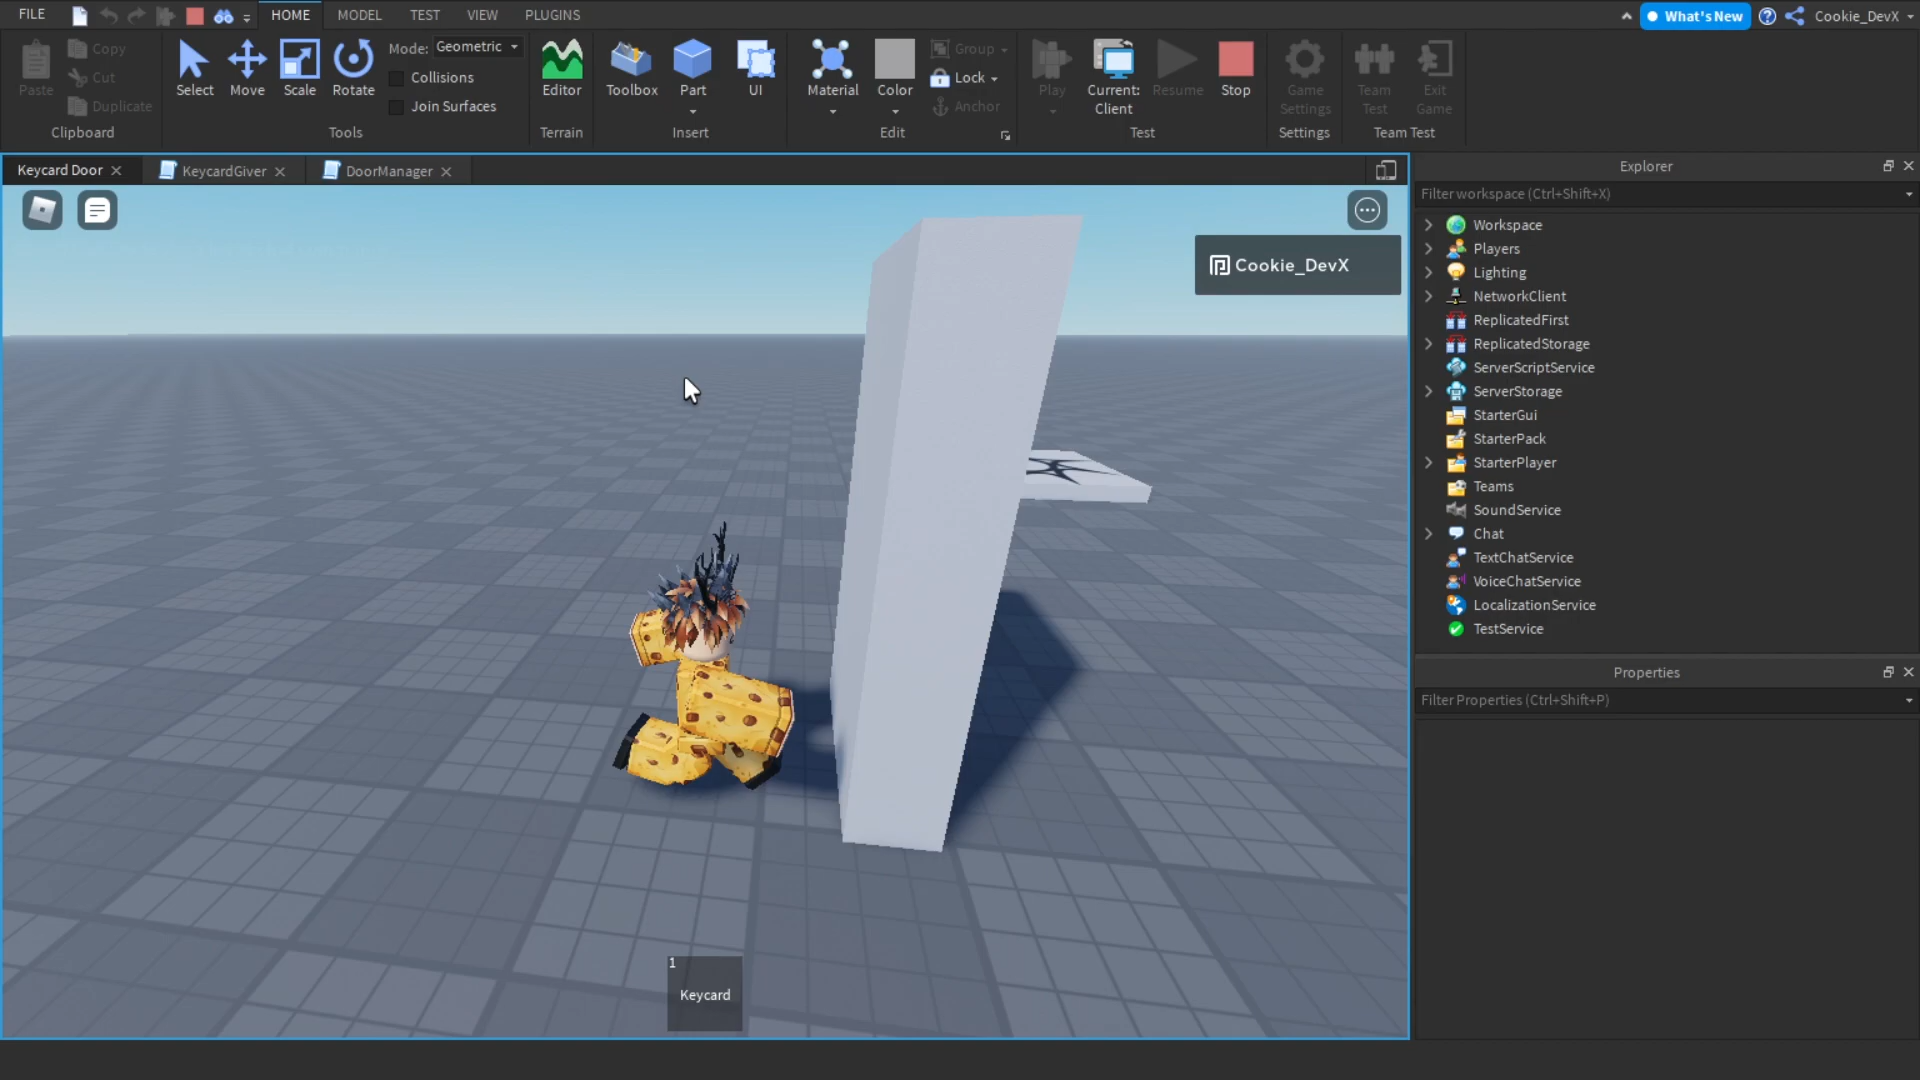 FILE HOME MODEL TEST VIEW PLUGINS What's New Cookie_DevX
Paste Copy Cut Duplicate Clipboard
Select Move Scale Rotate Mode: Geometric Collisions Join Surfaces Tools
Editor Terrain
Toolbox Part UI Insert
Material Color Group Lock Anchor Edit
Play Current: Client Resume Stop Test
Game Settings Settings
Team Test Exit Game Team Test
Keycard Door KeycardGiver DoorManager
Cookie_DevX
1
Keycard
Explorer
Filter workspace (Ctrl+Shift+X)
Workspace
Players
Lighting
NetworkClient
ReplicatedFirst
ReplicatedStorage
ServerScriptService
ServerStorage
StarterGui
StarterPack
StarterPlayer
Teams
SoundService
Chat
TextChatService
VoiceChatService
LocalizationService
TestService
Properties
Filter Properties (Ctrl+Shift+P)